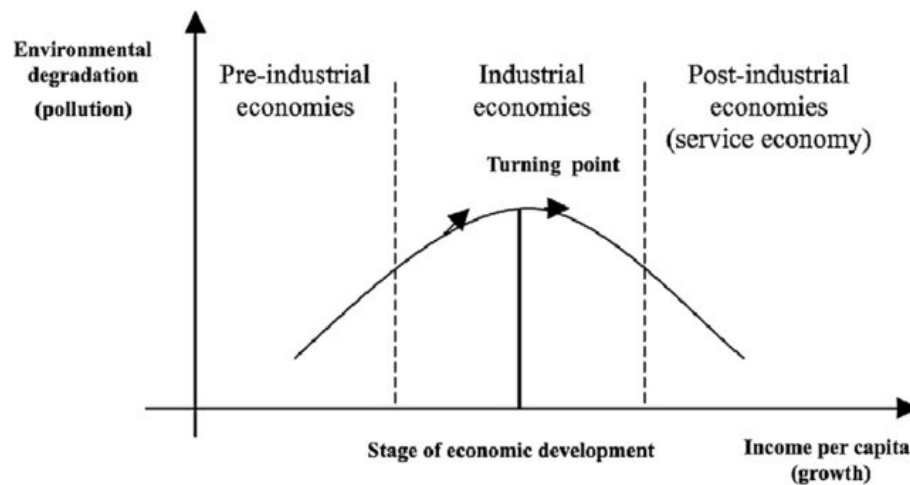 Environmental
degradation
(pollution)
Pre-industrial
economies
Industrial
economies
Post-industrial
economies
(service economy)
Turning point
Stage of economic development
Income per capita
(growth)